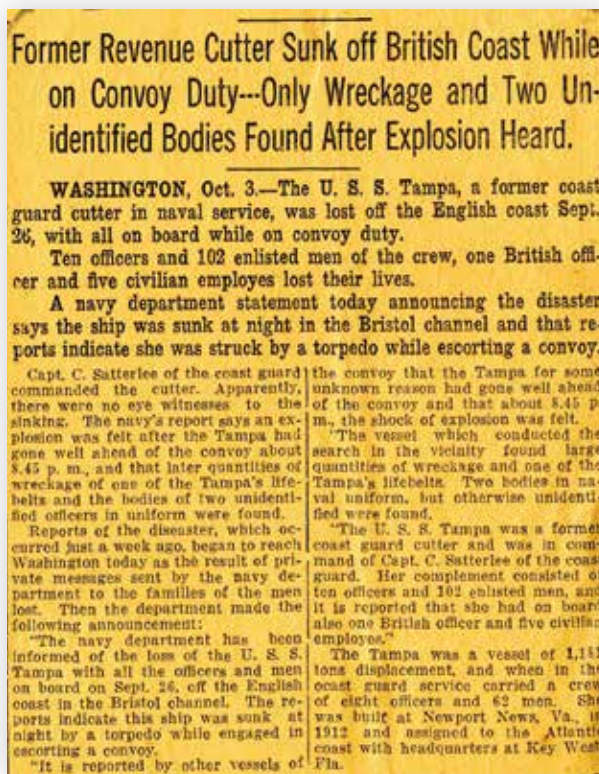 Former Revenue Cutter Sunk off British Coast While
on Convoy Duty---Only Wreckage and Two Un-
identified Bodies Found After Explosion Heard.
WASHINGTON, Oct. 3.—The U. S. S. Tampa, a former coast
guard cutter in naval service, was lost off the English coast Sept.
26, with all on board while on convoy duty.
Ten officers and 102 enlisted men of the crew, one British offi-
cer and five civilian employes lost their lives.
A navy department statement today announcing the disaster
says the ship was sunk at night in the Bristol channel and that re-
ports indicate she was struck by a torpedo while escorting a convoy.
Capt. C. Satterlee of the coast guard
commanded the cutter. Apparently,
there were no eye witnesses to the
sinking. The navy's report says an ex-
plosion was felt after the Tampa had
gone well ahead of the convoy about
8.45 p. m., and that later quantities of
wreckage of one of the Tampa's life-
belts and the bodies of two unidenti-
fied officers in uniform were found.
Reports of the disaster, which oc-
curred just a week ago, began to reach
Washington today as the result of pri-
vate messages sent by the navy de-
partment to the families of the men
lost. Then the department made the
following announcement:
"The navy department has been
informed of the loss of the U. S. S.
Tampa with all the officers and men
on board on Sept. 26, off the English
coast in the Bristol channel. The re-
ports indicate this ship was sunk at
night by a torpedo while engaged in
escorting a convoy.
"It is reported by other vessels of
the convoy that the Tampa for some
unknown reason had gone well ahead
of the convoy and that about 8.45 p
m., the shock of explosion was felt.
"The vessel which conducted the
search in the vicinity found large
quantities of wreckage and one of the
Tampa's lifebelts. Two bodies in na-
val uniform, but otherwise unidenti-
fied were found.
"The U. S. S. Tampa was a former
coast guard cutter and was in com-
mand of Capt. C. Satterlee of the coast
guard. Her complement consisted of
ten officers and 102 enlisted men, and
it is reported that she had on board
also one British officer and five civilian
employes."
The Tampa was a vessel of
tons displacement, and when in the
coast guard service carried a crew
of eight officers and 62 men. She
was built at Newport News, Va., in
1912 and assigned to the Atlantic
coast with headquarters at Key West
Fla.